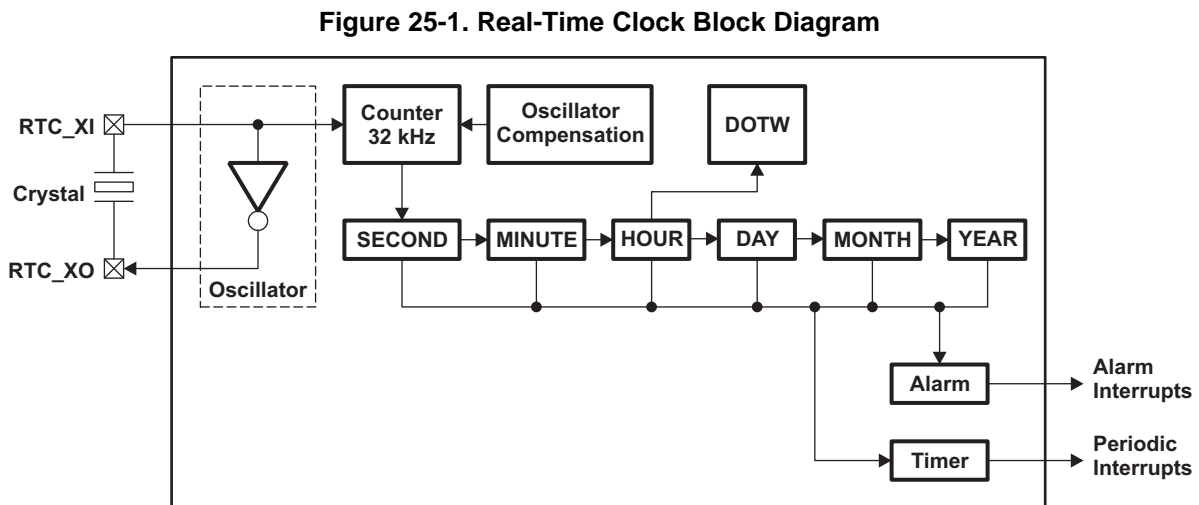 Figure 25-1. Real-Time Clock Block Diagram
RTC_XI
Crystal
RTC_XO
Oscillator
Counter
32 kHz
Oscillator
Compensation
DOTW
SECOND
MINUTE
HOUR
DAY
MONTH
YEAR
Alarm
Alarm
Interrupts
Timer
Periodic
Interrupts